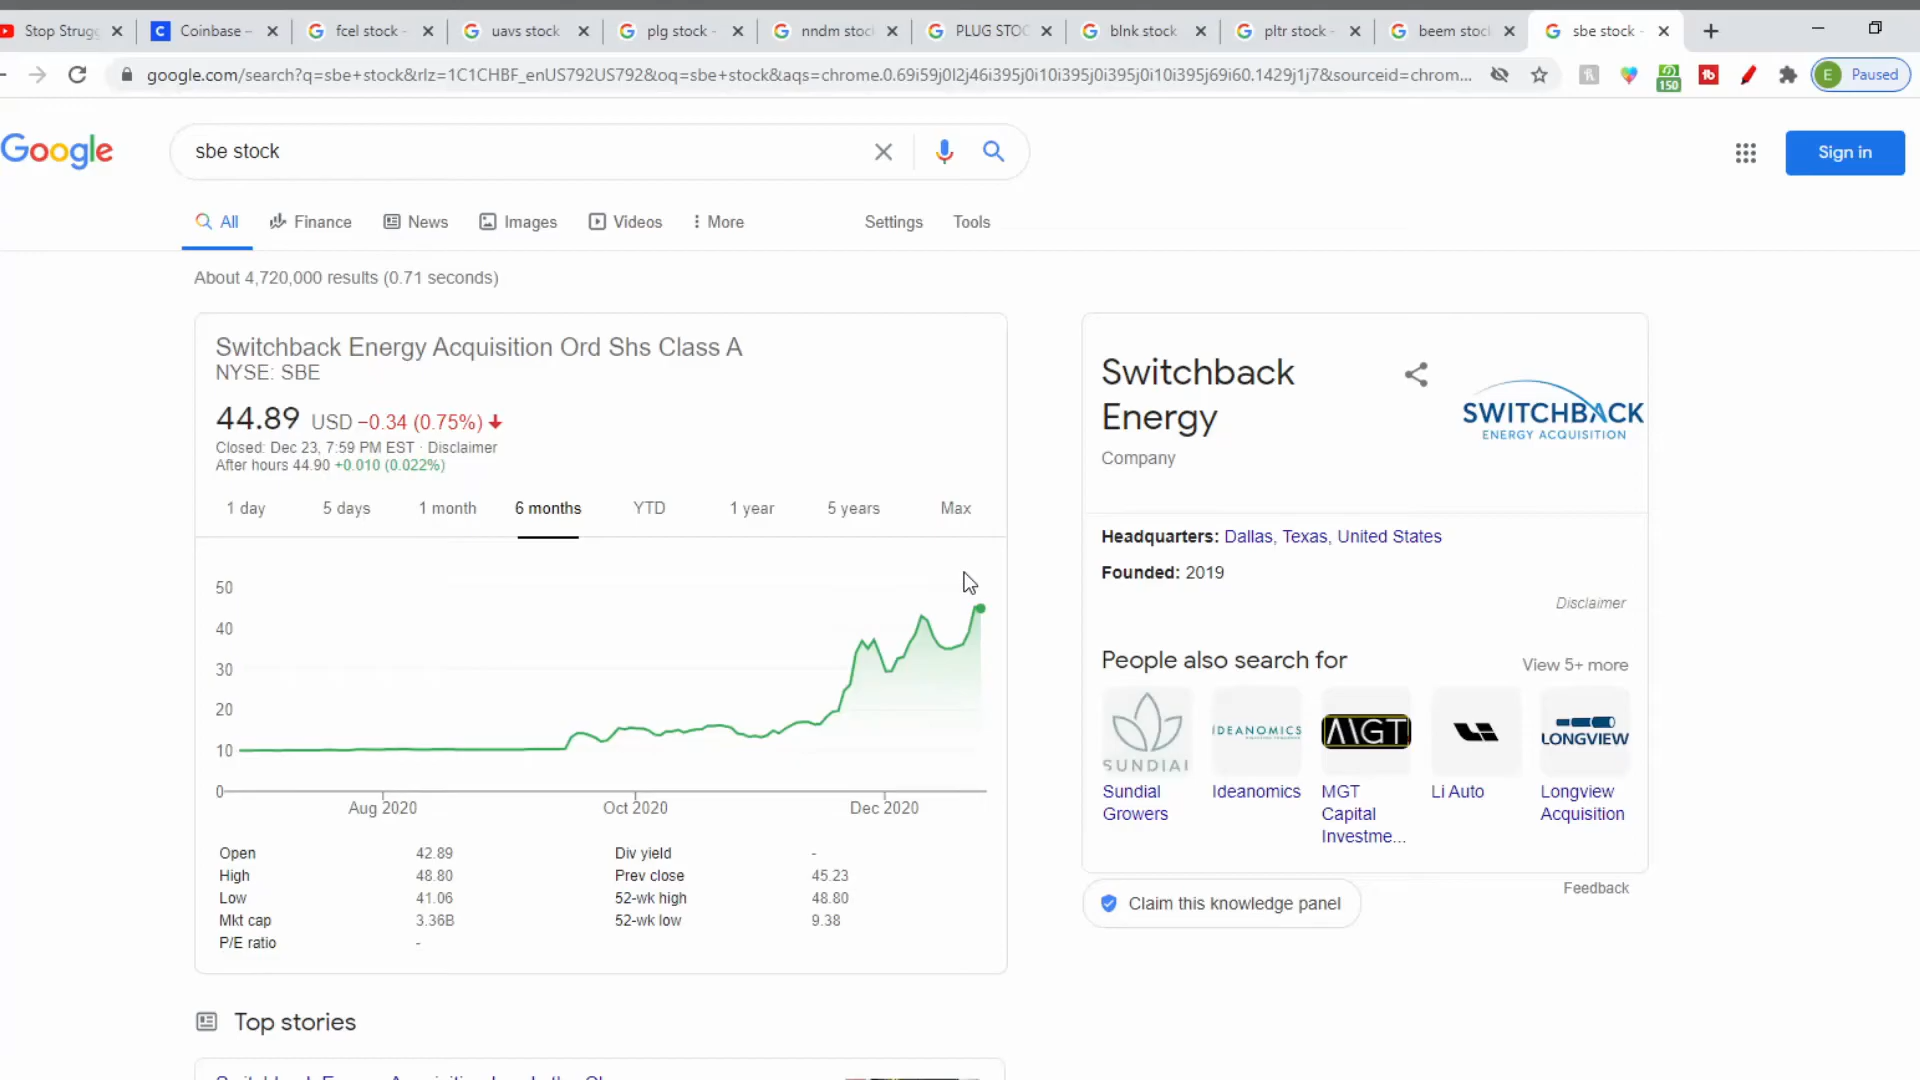 Stop Strugg
Coinbase –
fcel stock -
uavs stock
plg stock -
nndm stoc
PLUG STOC
blnk stock
pltr stock -
beem stoc
sbe stock -
google.com/search?q=sbe+stock&rlz=1C1CHBF_enUS792US792&oq=sbe+stock&aqs=chrome.0.69i59j0l2j46i395j0i10i395j0i395j0i10i395j69i60.1429j1j7&sourceid=chrom...
150
E
Paused
Google
sbe stock
Sign in
All
Finance
News
Images
Videos
More
Settings
Tools
About 4,720,000 results (0.71 seconds)
Switchback Energy Acquisition Ord Shs Class A
NYSE: SBE
44.89 USD −0.34 (0.75%)
Closed: Dec 23, 7:59 PM EST · Disclaimer
After hours 44.90 +0.010 (0.022%)
1 day
5 days
1 month
6 months
YTD
1 year
5 years
Max
50
40
30
20
10
0
Aug 2020
Oct 2020
Dec 2020
Open 42.89
High 48.80
Low 41.06
Mkt cap 3.36B
P/E ratio -
Div yield -
Prev close 45.23
52-wk high 48.80
52-wk low 9.38
Top stories
Switchback
Energy
Company
SWITCHBACK
ENERGY ACQUISITION
Headquarters: Dallas, Texas, United States
Founded: 2019
Disclaimer
People also search for
View 5+ more
SUNDIAL
IDEANOMICS
MGT
LONGVIEW
Sundial
Growers
Ideanomics
MGT
Capital
Investme...
Li Auto
Longview
Acquisition
Feedback
Claim this knowledge panel